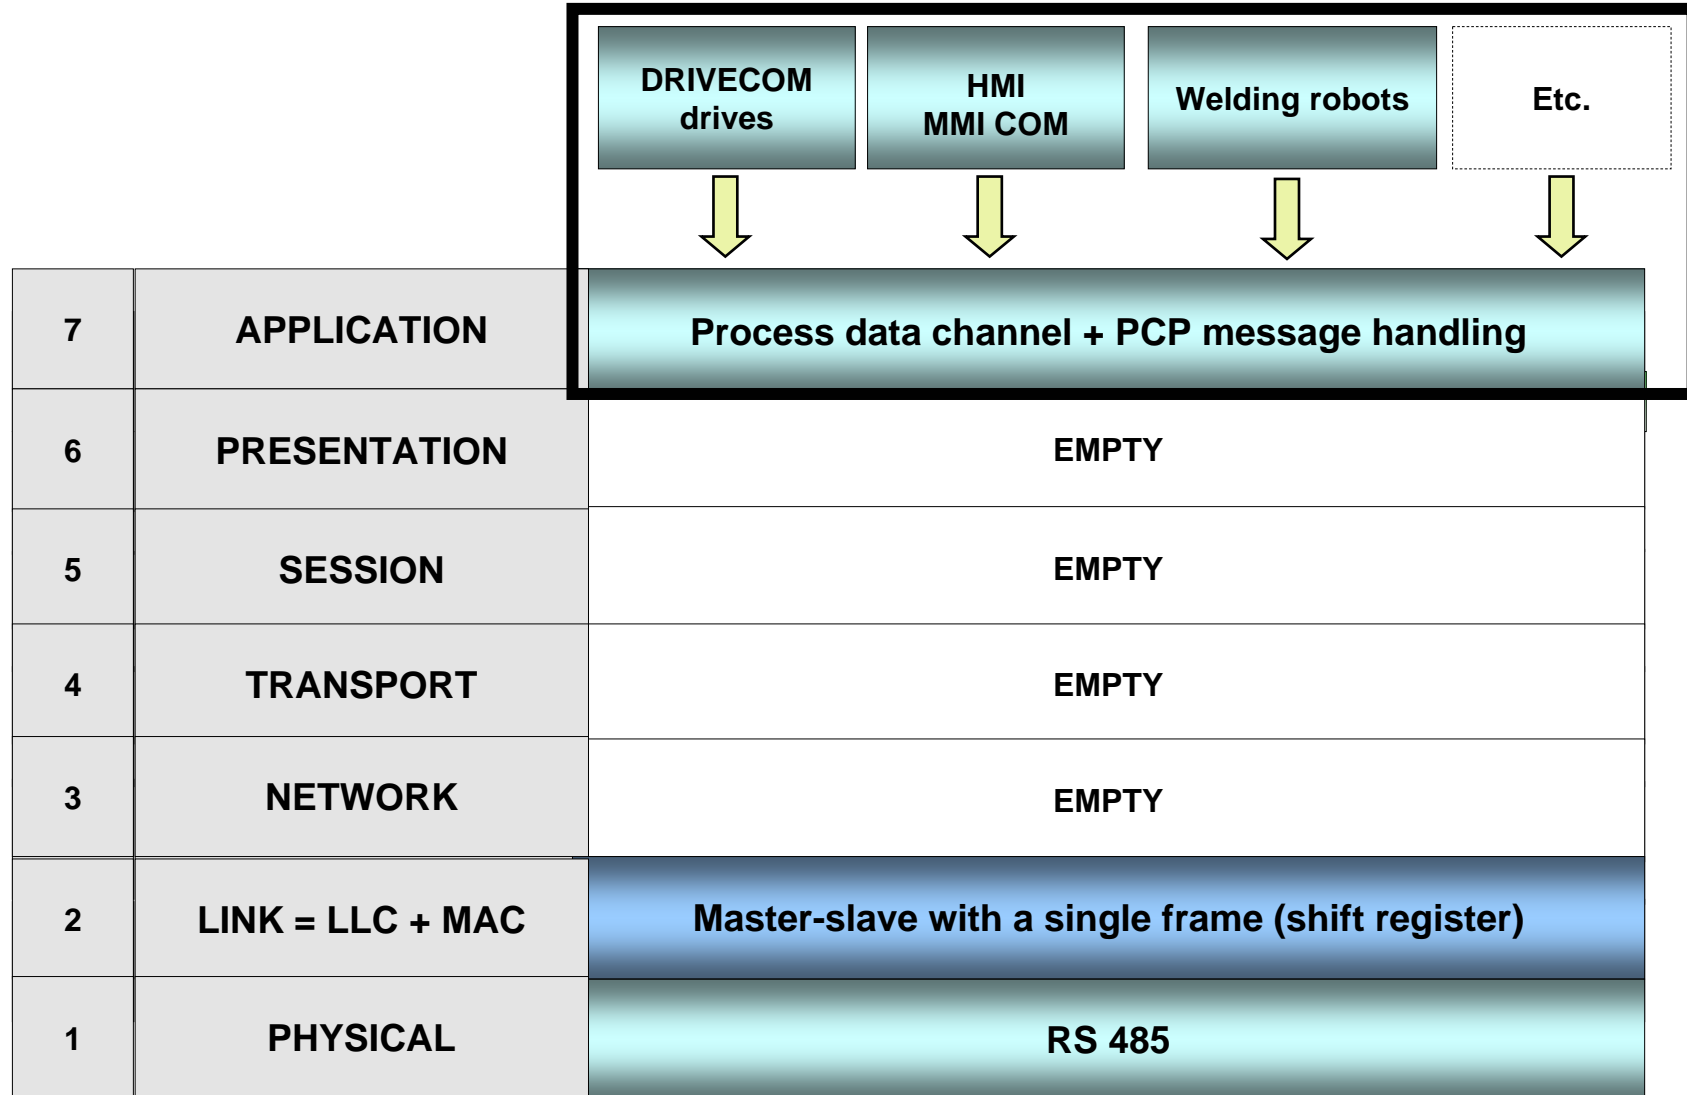 DRIVECOM
drives
HMI
MMI COM
Welding robots
Etc.
7
APPLICATION
Process data channel + PCP message handling
6
PRESENTATION
EMPTY
5
SESSION
EMPTY
4
TRANSPORT
EMPTY
3
NETWORK
EMPTY
2
LINK = LLC + MAC
Master-slave with a single frame (shift register)
1
PHYSICAL
RS 485